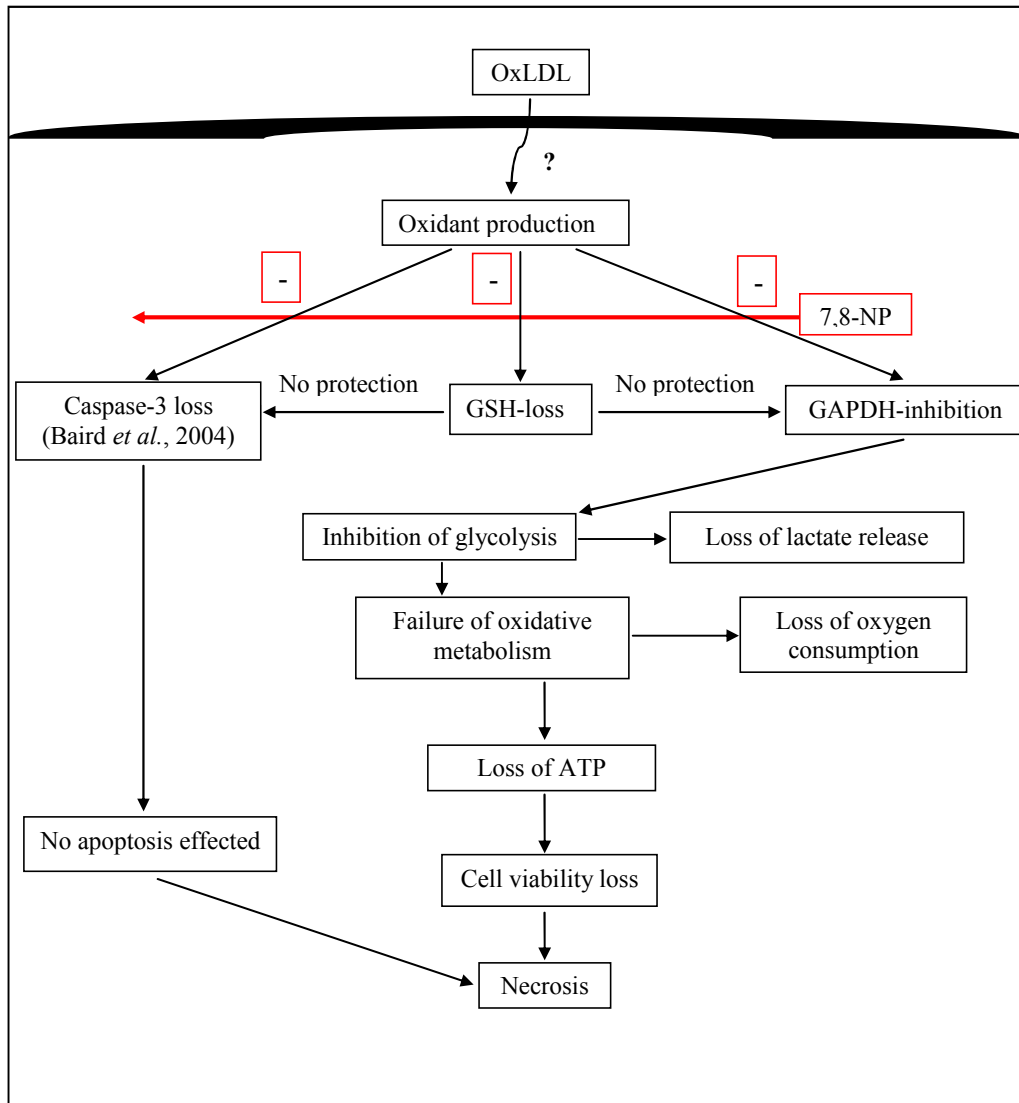 OxLDL
?
Oxidant production
-
-
-
7,8-NP
No protection
No protection
Caspase-3 loss
(Baird et al., 2004)
GSH-loss
GAPDH-inhibition
Inhibition of glycolysis
Loss of lactate release
Failure of oxidative
metabolism
Loss of oxygen
consumption
Loss of ATP
No apoptosis effected
Cell viability loss
Necrosis